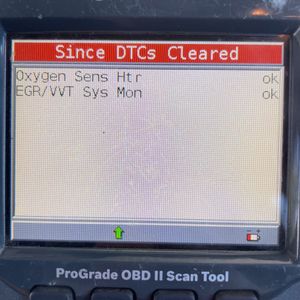 Since DTCs Cleared
Oxygen Sens Htr ok
EGR/VVT Sys Mon ok
- +
ProGrade OBD II Scan Tool